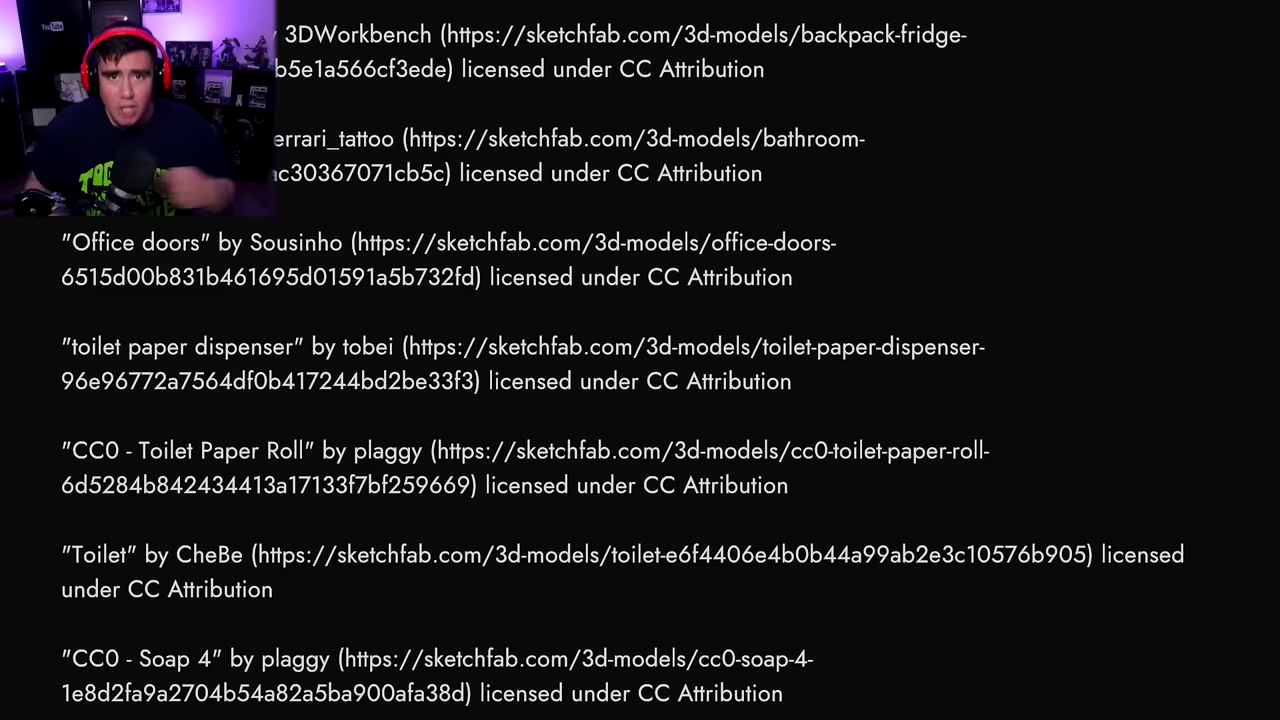 3DWorkbench (https://sketchfab.com/3d-models/backpack-fridge-
b5e1a566cf3ede) licensed under CC Attribution
errari_tattoo (https://sketchfab.com/3d-models/bathroom-
ac30367071cb5c) licensed under CC Attribution
"Office doors" by Sousinho (https://sketchfab.com/3d-models/office-doors-
6515d00b831b461695d01591a5b732fd) licensed under CC Attribution
"toilet paper dispenser" by tobei (https://sketchfab.com/3d-models/toilet-paper-dispenser-
96e96772a7564df0b417244bd2be33f3) licensed under CC Attribution
"CC0 - Toilet Paper Roll" by plaggy (https://sketchfab.com/3d-models/cc0-toilet-paper-roll-
6d5284b842434413a17133f7bf259669) licensed under CC Attribution
"Toilet" by CheBe (https://sketchfab.com/3d-models/toilet-e6f4406e4b0b44a99ab2e3c10576b905) licensed
under CC Attribution
"CC0 - Soap 4" by plaggy (https://sketchfab.com/3d-models/cc0-soap-4-
1e8d2fa9a2704b54a82a5ba900afa38d) licensed under CC Attribution